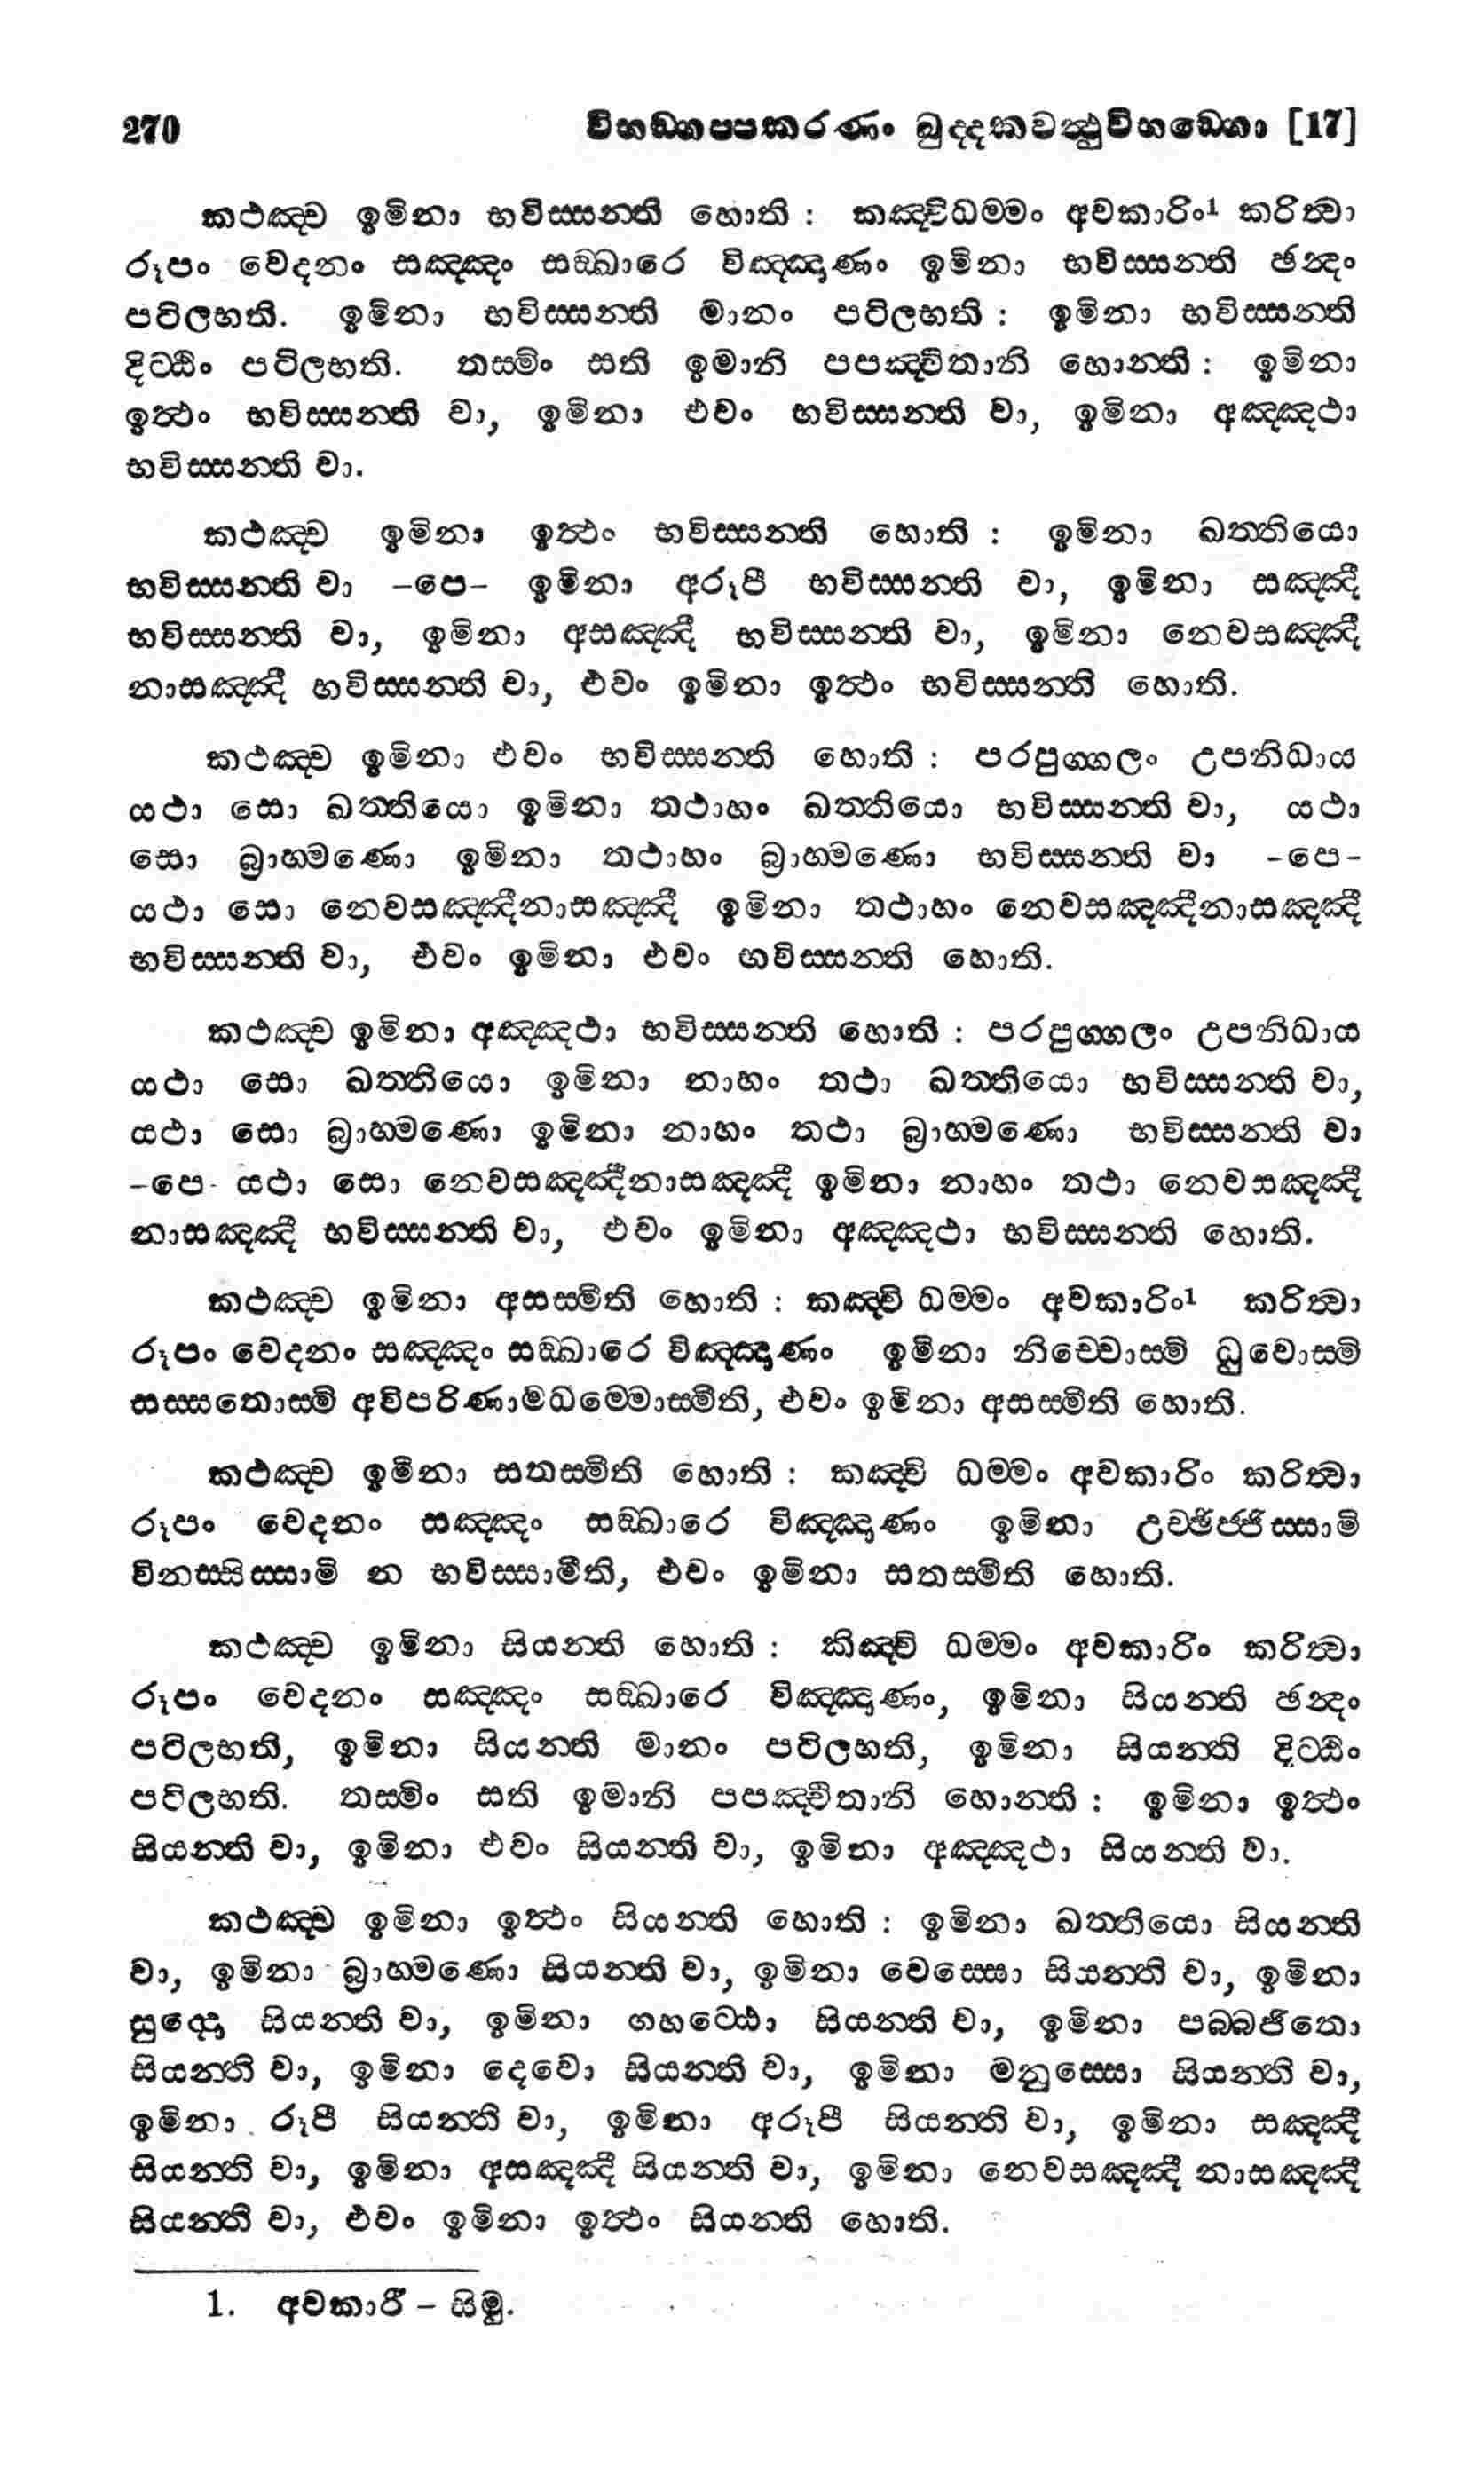 270 විභඞ්ගප්පකරණං ඛුද්දකවත්ථුවිභඞ්ගො [17]
කථඤ්ච ඉමිනා භවිස්සන්ති හොති : කඤ්චිධම්මං අවකාරිං¹ කරිත්වා
රූපං වෙදනං සඤ්ඤං සඞ්ඛාරෙ විඤ්ඤාණං ඉමිනා භවිස්සන්ති ඡන්දං
පටිලභති. ඉමිනා භවිස්සන්ති මානං පටිලභති : ඉමිනා භවිස්සන්ති
දිට්ඨිං පටිලභති. තස්මිං සති ඉමානි පපඤ්චිතානි හොන්ති : ඉමිනා
ඉත්ථං භවිස්සන්ති වා, ඉමිනා එවං භවිස්සන්ති වා, ඉමිනා අඤ්ඤථා
භවිස්සන්ති වා.
කථඤ්ච ඉමිනා ඉත්ථං භවිස්සන්ති හොති : ඉමිනා ඛත්තියො
භවිස්සන්ති වා –පෙ– ඉමිනා අරූපී භවිස්සන්ති වා, ඉමිනා සඤ්ඤී
භවිස්සන්ති වා, ඉමිනා අසඤ්ඤී භවිස්සන්ති වා, ඉමිනා නෙවසඤ්ඤී
නාසඤ්ඤී භවිස්සන්ති වා, එවං ඉමිනා ඉත්ථං භවිස්සන්ති හොති.
කථඤ්ච ඉමිනා එවං භවිස්සන්ති හොති : පරපුග්ගලං උපනිධාය
යථා සො ඛත්තියො ඉමිනා තථාහං ඛත්තියො භවිස්සන්ති වා, යථා
සො බ්‍රාහ්මණො ඉමිනා තථාහං බ්‍රාහ්මණො භවිස්සන්ති වා -පෙ-
යථා සො නෙවසඤ්ඤීනාසඤ්ඤී ඉමිනා තථාහං නෙවසඤ්ඤීනාසඤ්ඤී
භවිස්සන්ති වා, එවං ඉමිනා එවං භවිස්සන්ති හොති.
කථඤ්ච ඉමිනා අඤ්ඤථා භවිස්සන්ති හොති : පරපුග්ගලං උපනිධාය
යථා සො ඛත්තියො ඉමිනා නාහං තථා ඛත්තියො භවිස්සන්ති වා,
යථා සො බ්‍රාහ්මණො ඉමිනා නාහං තථා බ්‍රාහ්මණො භවිස්සන්ති වා
–පෙ- යථා සො නෙවසඤ්ඤීනාසඤ්ඤී ඉමිනා නාහං තථා නෙවසඤ්ඤී
නාසඤ්ඤී භවිස්සන්ති වා, එවං ඉමිනා අඤ්ඤථා භවිස්සන්ති හොති.
කථඤ්ච ඉමිනා අසස්මීති හොති : කඤ්චි ධම්මං අවකාරිං¹ කරිත්වා
රූපං වෙදනං සඤ්ඤං සඞ්ඛාරෙ විඤ්ඤාණං ඉමිනා නිච්චොස්මි ධුවොස්මි
සස්සතොස්මි අවිපරිණාමධම්මොස්මීති, එවං ඉමිනා අසස්මීති හොති.
කථඤ්ච ඉමිනා සතස්මීති හොති : කඤ්චි ධම්මං අවකාරිං කරිත්වා
රූපං වෙදනං සඤ්ඤං සඞ්ඛාරෙ විඤ්ඤාණං ඉමිනා උච්ඡිජ්ජිස්සාමි
විනස්සිස්සාමි න භවිස්සාමීති, එවං ඉමිනා සතස්මීති හොති.
කථඤ්ච ඉමිනා සියන්ති හොති : කිඤ්චි ධම්මං අවකාරිං කරිත්වා
රූපං වෙදනං සඤ්ඤං සඞ්ඛාරෙ විඤ්ඤාණං, ඉමිනා සියන්ති ඡන්දං
පටිලභති, ඉමිනා සියන්ති මානං පටිලභති, ඉමිනා සියන්ති දිට්ඨිං
පටිලභති. තස්මිං සති ඉමානි පපඤ්චිතානි හොන්ති : ඉමිනා ඉත්ථං
සියන්ති වා, ඉමිනා එවං සියන්ති වා, ඉමිනා අඤ්ඤථා සියන්ති වා.
කථඤ්ච ඉමිනා ඉත්ථං සියන්ති හොති : ඉමිනා ඛත්තියො සියන්ති
වා, ඉමිනා බ්‍රාහ්මණො සියන්ති වා, ඉමිනා වෙස්සො සියන්ති වා, ඉමිනා
සුද්දො සියන්ති වා, ඉමිනා ගහට්ඨො සියන්ති වා, ඉමිනා පබ්බජිතො
සියන්ති වා, ඉමිනා දෙවො සියන්ති වා, ඉමිනා මනුස්සො සියන්ති වා,
ඉමිනා රූපී සියන්ති වා, ඉමිනා අරූපී සියන්ති වා, ඉමිනා සඤ්ඤී
සියන්ති වා, ඉමිනා අසඤ්ඤී සියන්ති වා, ඉමිනා නෙවසඤ්ඤී නාසඤ්ඤී
සියන්ති වා, එවං ඉමිනා ඉත්ථං සියන්ති හොති.
1. අවකාරී – සිමු.